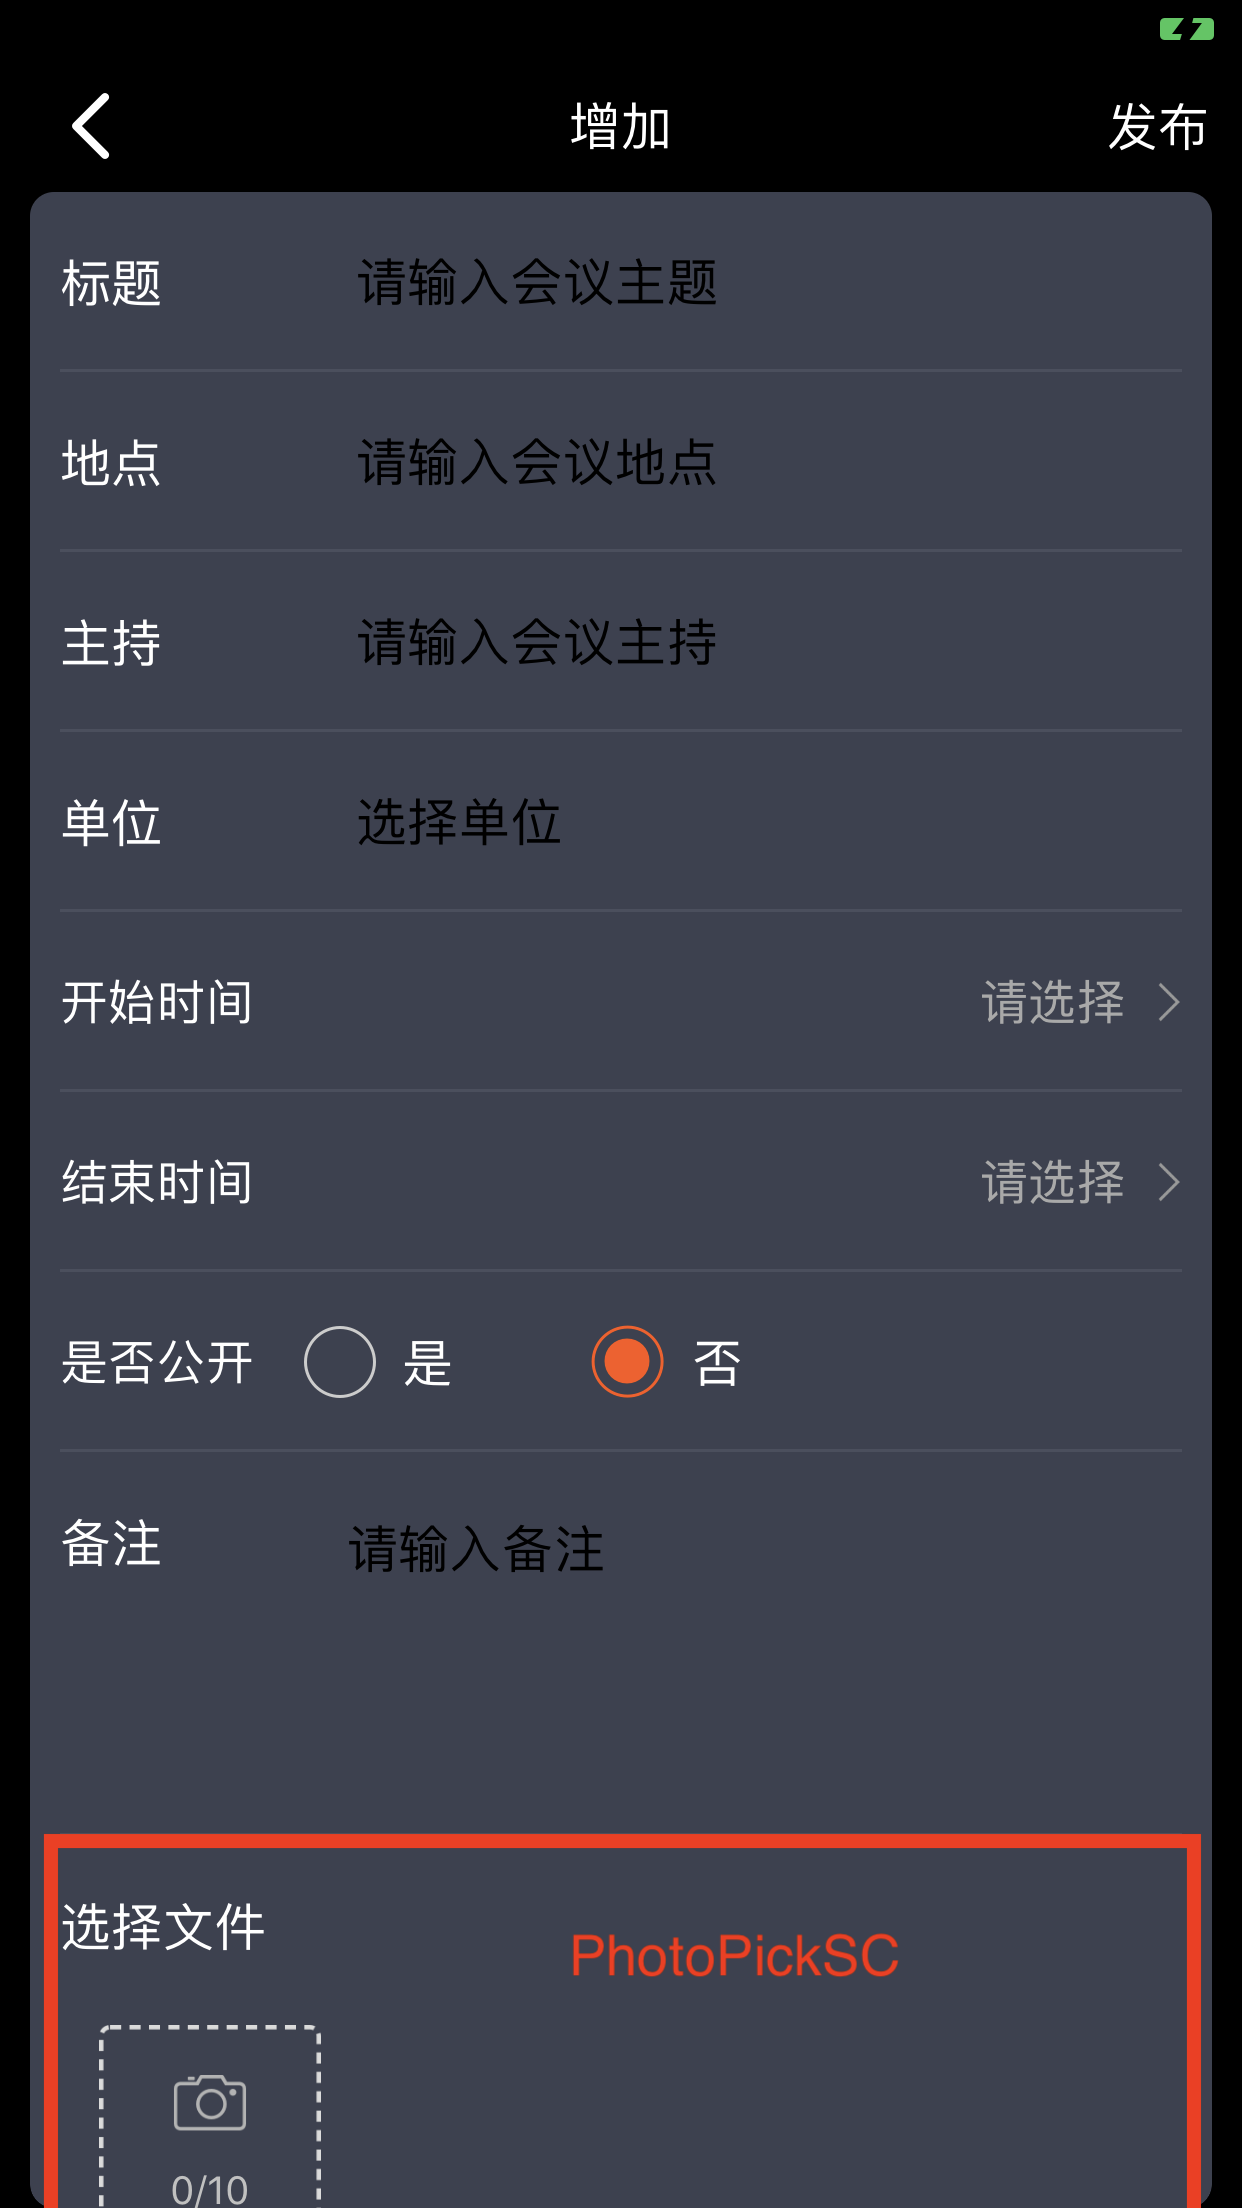 增加 发布
标题 请输入会议主题
地点 请输入会议地点
主持 请输入会议主持
单位 选择单位
开始时间 请选择
结束时间 请选择
是否公开 是 否
备注 请输入备注
选择文件
PhotoPickSC
0/10